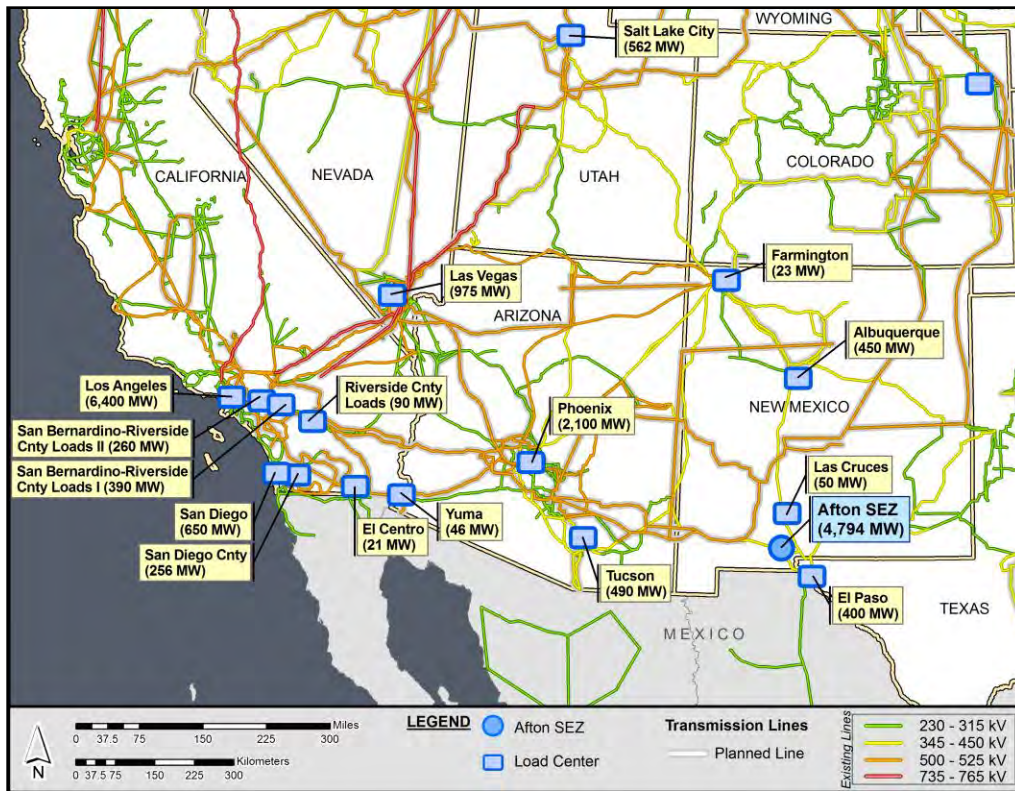 WYOMING
Salt Lake City
(562 MW)
CALIFORNIA
NEVADA
UTAH
COLORADO
Las Vegas
(975 MW)
ARIZONA
Farmington
(23 MW)
Albuquerque
(450 MW)
Los Angeles
(6,400 MW)
Riverside Cnty
Loads (90 MW)
San Bernardino-Riverside
Cnty Loads II (260 MW)
San Bernardino-Riverside
Cnty Loads I (390 MW)
Phoenix
(2,100 MW)
NEW MEXICO
Las Cruces
(50 MW)
San Diego
(650 MW)
San Diego Cnty
(256 MW)
El Centro
(21 MW)
Yuma
(46 MW)
Tucson
(490 MW)
Afton SEZ
(4,794 MW)
El Paso
(400 MW)
TEXAS
MEXICO
N
Miles
0 37.5 75 150 225 300
Kilometers
0 37.5 75 150 225 300
LEGEND
Afton SEZ
Load Center
Transmission Lines
Planned Line
Existing Lines
230 - 315 kV
345 - 450 kV
500 - 525 kV
735 - 765 kV